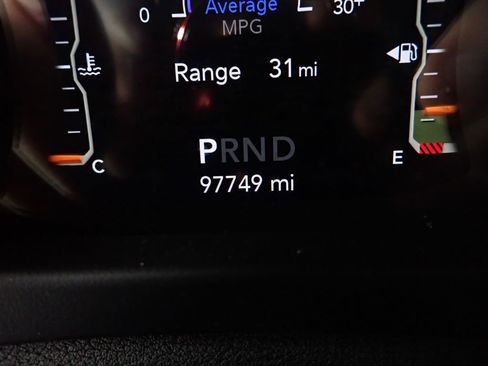 Average
0 30+
MPG
Range 31 mi
PRND
C E
97749 mi